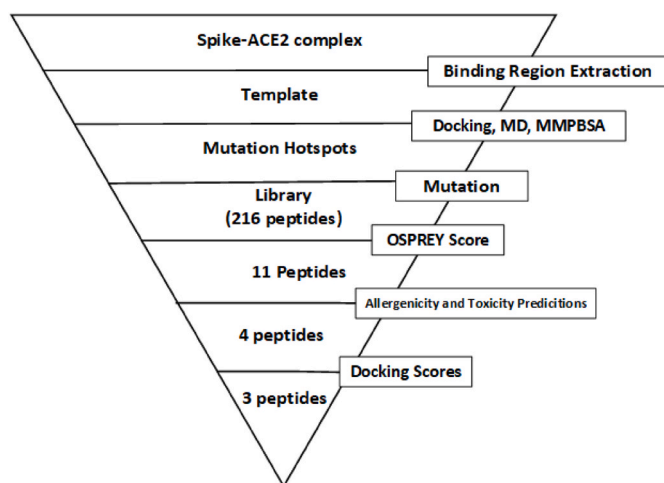 Spike-ACE2 complex
Binding Region Extraction
Template
Docking, MD, MMPBSA
Mutation Hotspots
Mutation
Library
(216 peptides)
OSPREY Score
11 Peptides
Allergenicity and Toxicity Predicitions
4 peptides
Docking Scores
3 peptides